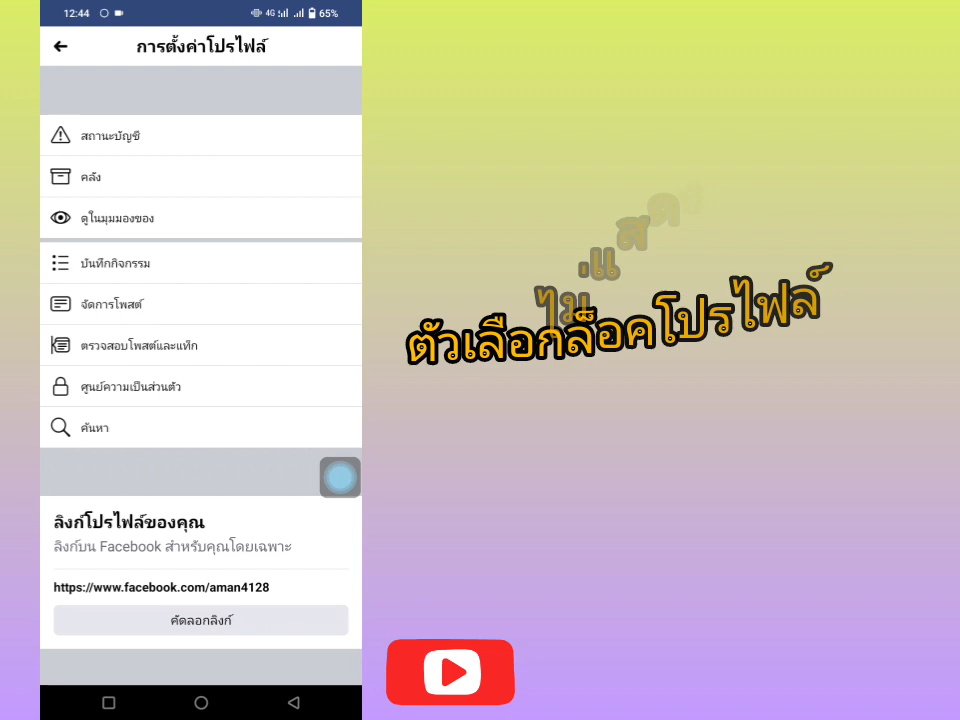 12:44
4G
65%
การตั้งค่าโปรไฟล์
สถานะบัญชี
คลัง
ดูในมุมมองของ
บันทึกกิจกรรม
จัดการโพสต์
ตรวจสอบโพสต์และแท็ก
ศูนย์ความเป็นส่วนตัว
ค้นหา
ลิงก์โปรไฟล์ของคุณ
ลิงก์บน Facebook สำหรับคุณโดยเฉพาะ
https://www.facebook.com/aman4128
คัดลอกลิงก์
ไม่แสด
ตัวเลือกล็อคโปรไฟล์